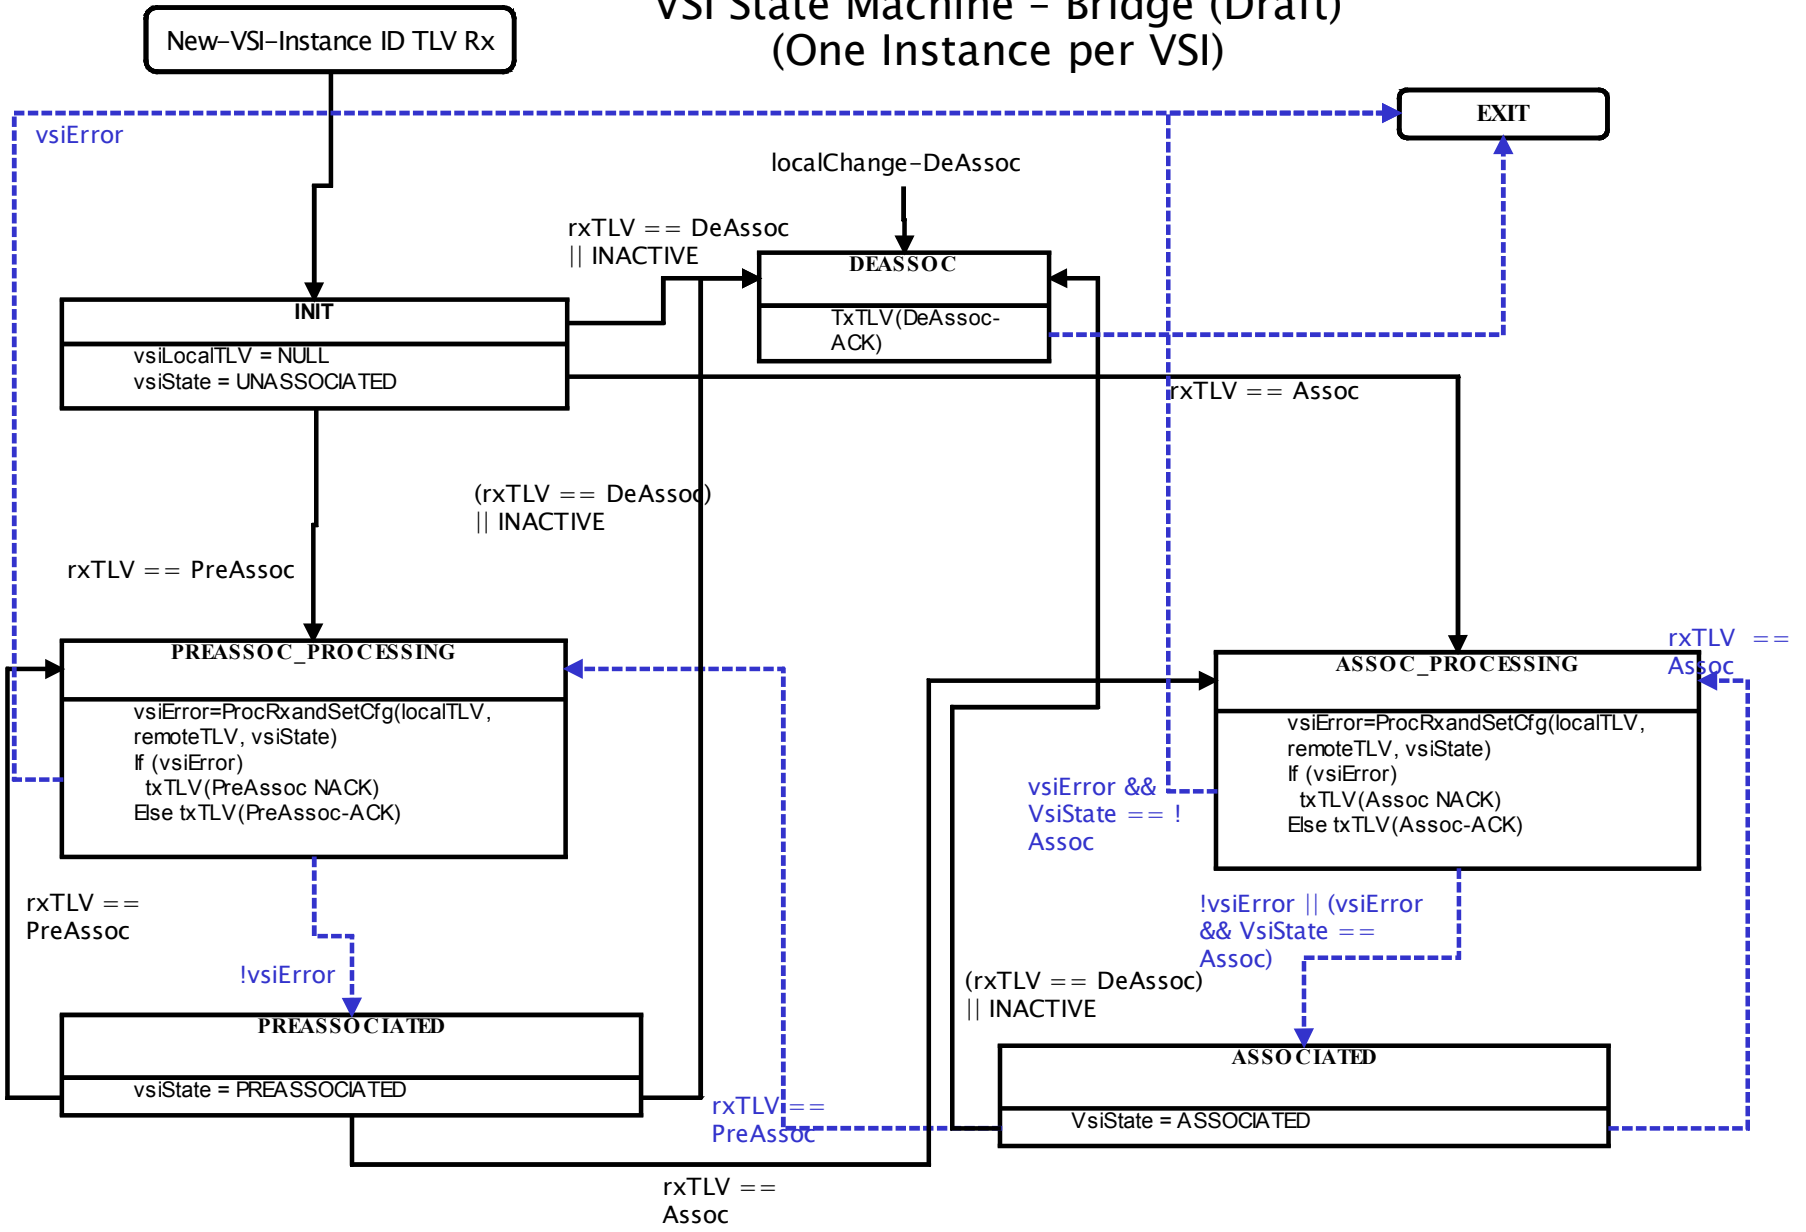 VSI State Machine – Bridge (Draft)
(One Instance per VSI)
New–VSI–Instance ID TLV Rx
EXIT
vsiError
localChange–DeAssoc
rxTLV == DeAssoc
|| INACTIVE
DEASSOC
TxTLV(DeAssoc-
ACK)
INIT
vsiLocalTLV = NULL
vsiState = UNASSOCIATED
rxTLV == Assoc
(rxTLV == DeAssoc)
|| INACTIVE
rxTLV == PreAssoc
PREASSOC_PROCESSING
vsiError=ProcRxandSetCfg(localTLV,
remoteTLV, vsiState)
If (vsiError)
txTLV(PreAssoc NACK)
Else txTLV(PreAssoc-ACK)
rxTLV ==
Assoc
ASSOC_PROCESSING
vsiError=ProcRxandSetCfg(localTLV,
remoteTLV, vsiState)
If (vsiError)
txTLV(Assoc NACK)
Else txTLV(Assoc-ACK)
vsiError &&
VsiState == !
Assoc
rxTLV ==
PreAssoc
!vsiError
!vsiError || (vsiError
&& VsiState ==
Assoc)
(rxTLV == DeAssoc)
|| INACTIVE
PREASSOCIATED
vsiState = PREASSOCIATED
ASSOCIATED
VsiState = ASSOCIATED
rxTLV ==
PreAssoc
rxTLV ==
Assoc